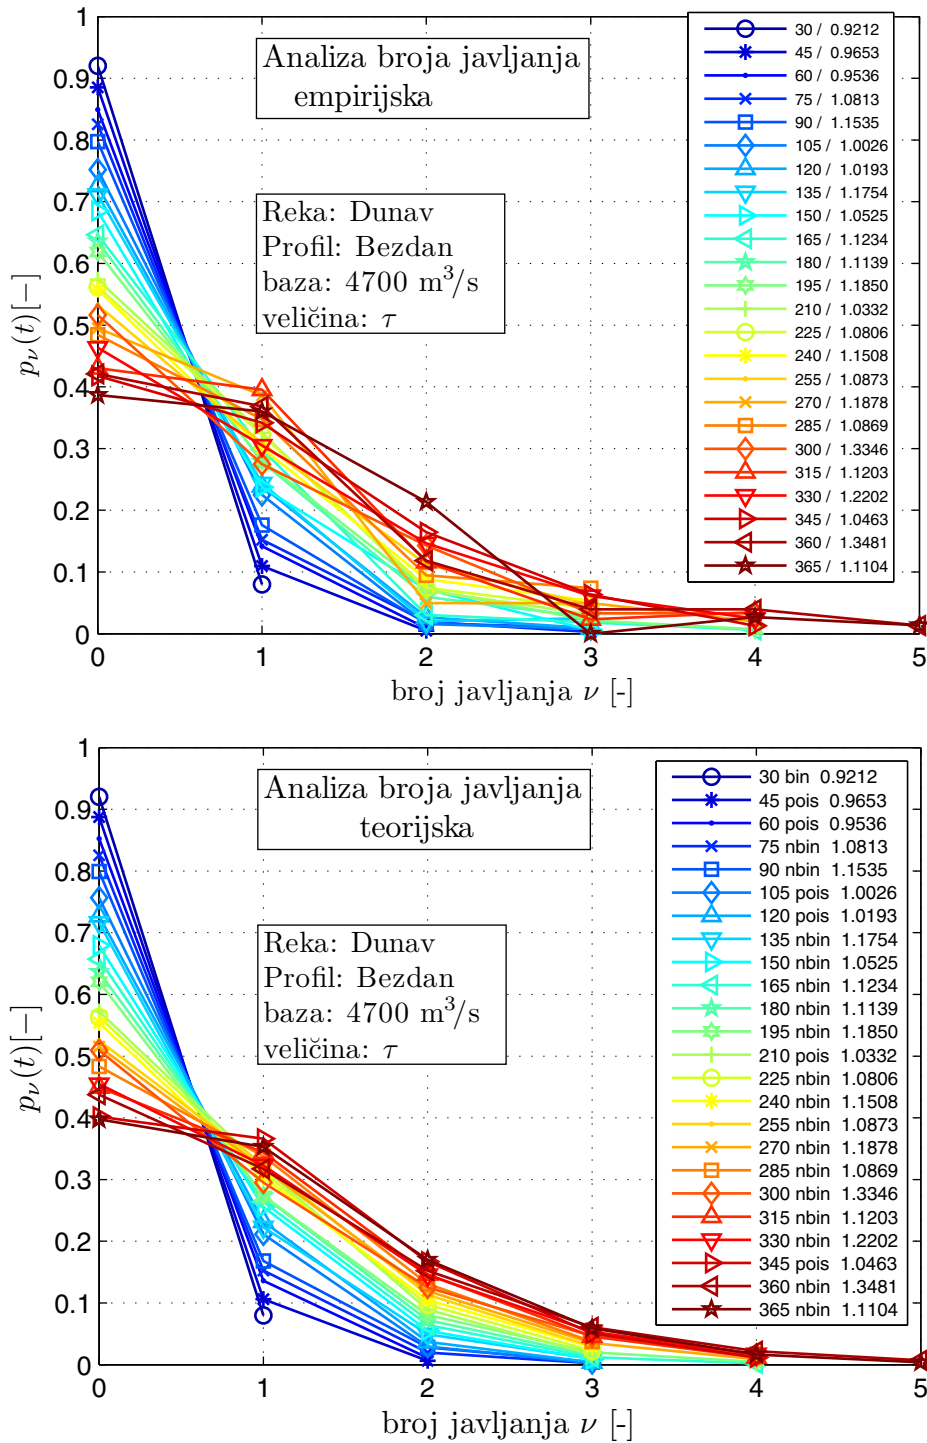 1
0.9
0.8
0.7
0.6
0.5
0.4
0.3
0.2
0.1
0
0 1 2 3 4 5
p_ν(t)[−]
broj javljanja ν [-]
Analiza broja javljanja
empirijska
Reka: Dunav
Profil: Bezdan
baza: 4700 m³/s
veličina: τ
30 / 0.9212
45 / 0.9653
60 / 0.9536
75 / 1.0813
90 / 1.1535
105 / 1.0026
120 / 1.0193
135 / 1.1754
150 / 1.0525
165 / 1.1234
180 / 1.1139
195 / 1.1850
210 / 1.0332
225 / 1.0806
240 / 1.1508
255 / 1.0873
270 / 1.1878
285 / 1.0869
300 / 1.3346
315 / 1.1203
330 / 1.2202
345 / 1.0463
360 / 1.3481
365 / 1.1104
1
0.9
0.8
0.7
0.6
0.5
0.4
0.3
0.2
0.1
0
0 1 2 3 4 5
p_ν(t)[−]
broj javljanja ν [-]
Analiza broja javljanja
teorijska
Reka: Dunav
Profil: Bezdan
baza: 4700 m³/s
veličina: τ
30 bin 0.9212
45 pois 0.9653
60 pois 0.9536
75 nbin 1.0813
90 nbin 1.1535
105 pois 1.0026
120 pois 1.0193
135 nbin 1.1754
150 nbin 1.0525
165 nbin 1.1234
180 nbin 1.1139
195 nbin 1.1850
210 pois 1.0332
225 nbin 1.0806
240 nbin 1.1508
255 nbin 1.0873
270 nbin 1.1878
285 nbin 1.0869
300 nbin 1.3346
315 nbin 1.1203
330 nbin 1.2202
345 pois 1.0463
360 nbin 1.3481
365 nbin 1.1104